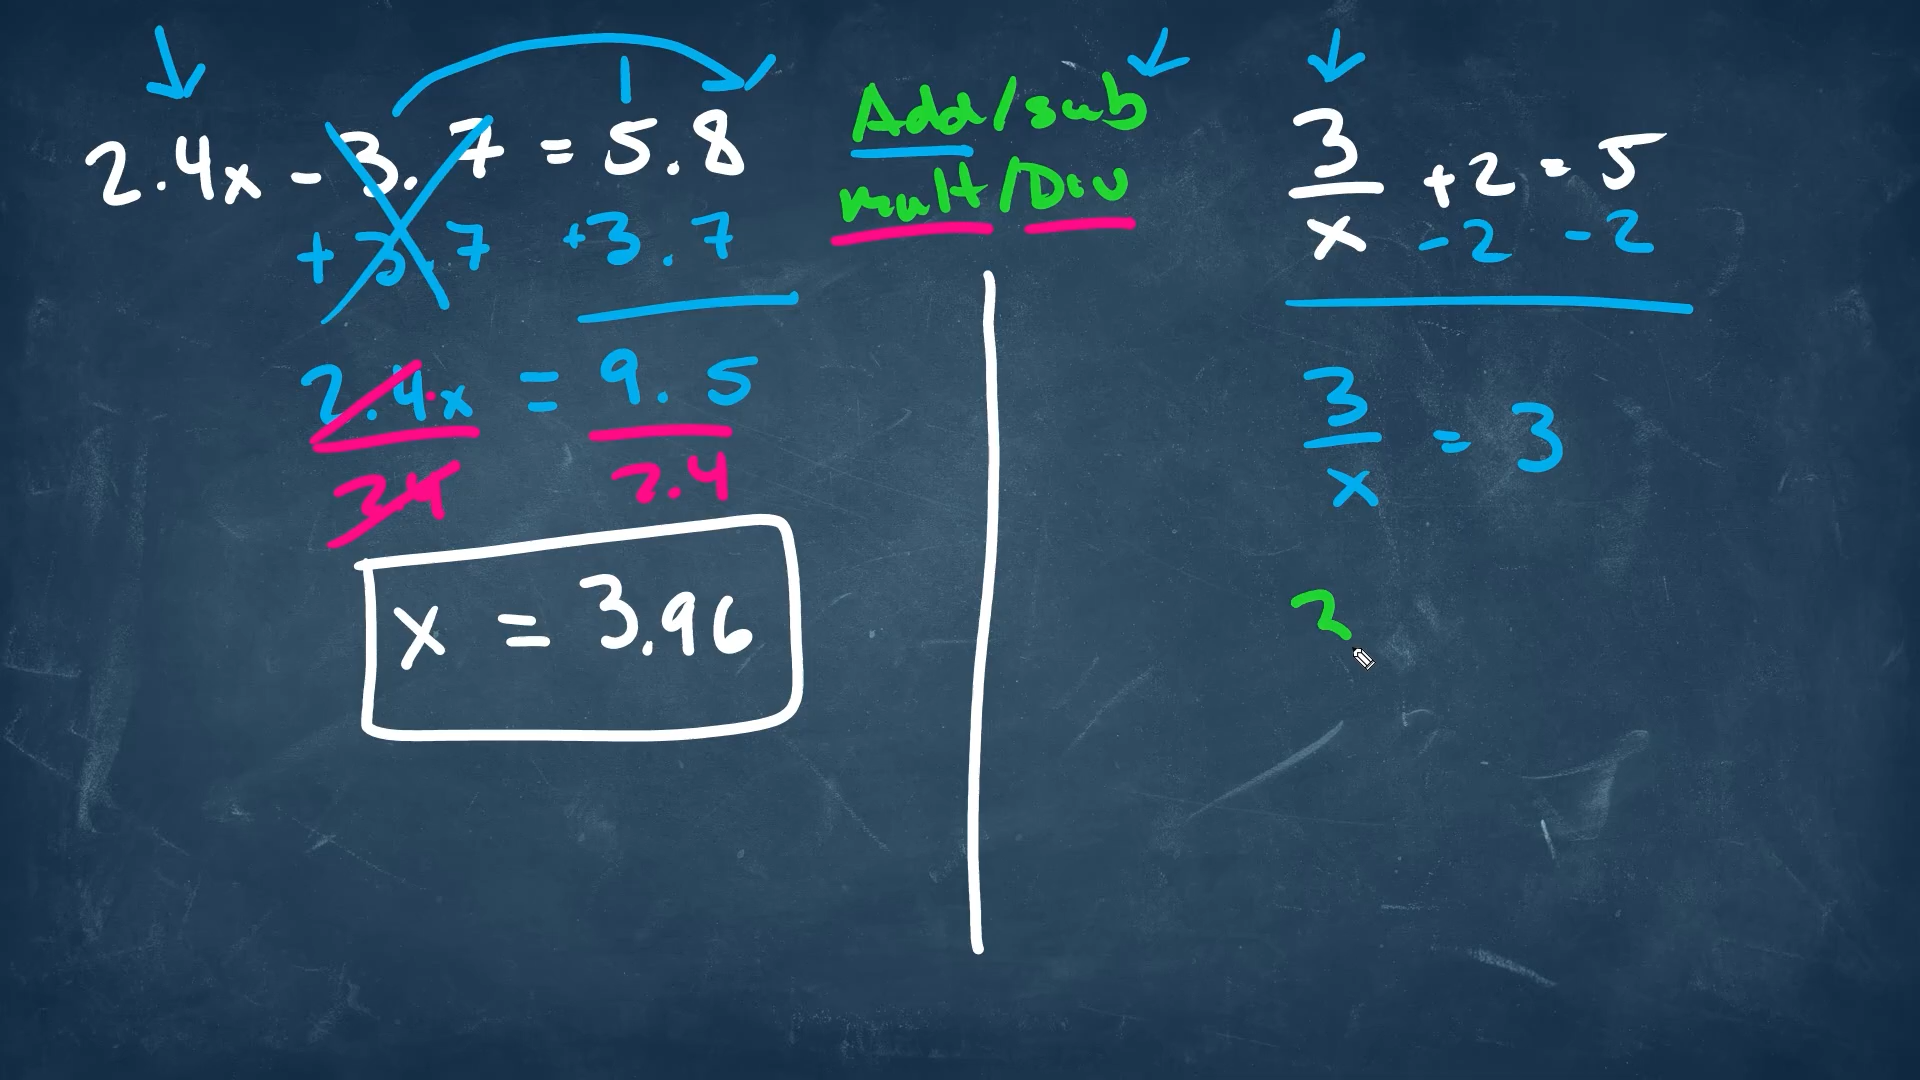 2.4x - 3.7 = 5.8
+3.7 +3.7
2.4x = 9.5
2.4 2.4
x = 3.96
Add/sub
mult/Div
3/x + 2 = 5
-2 -2
3/x = 3